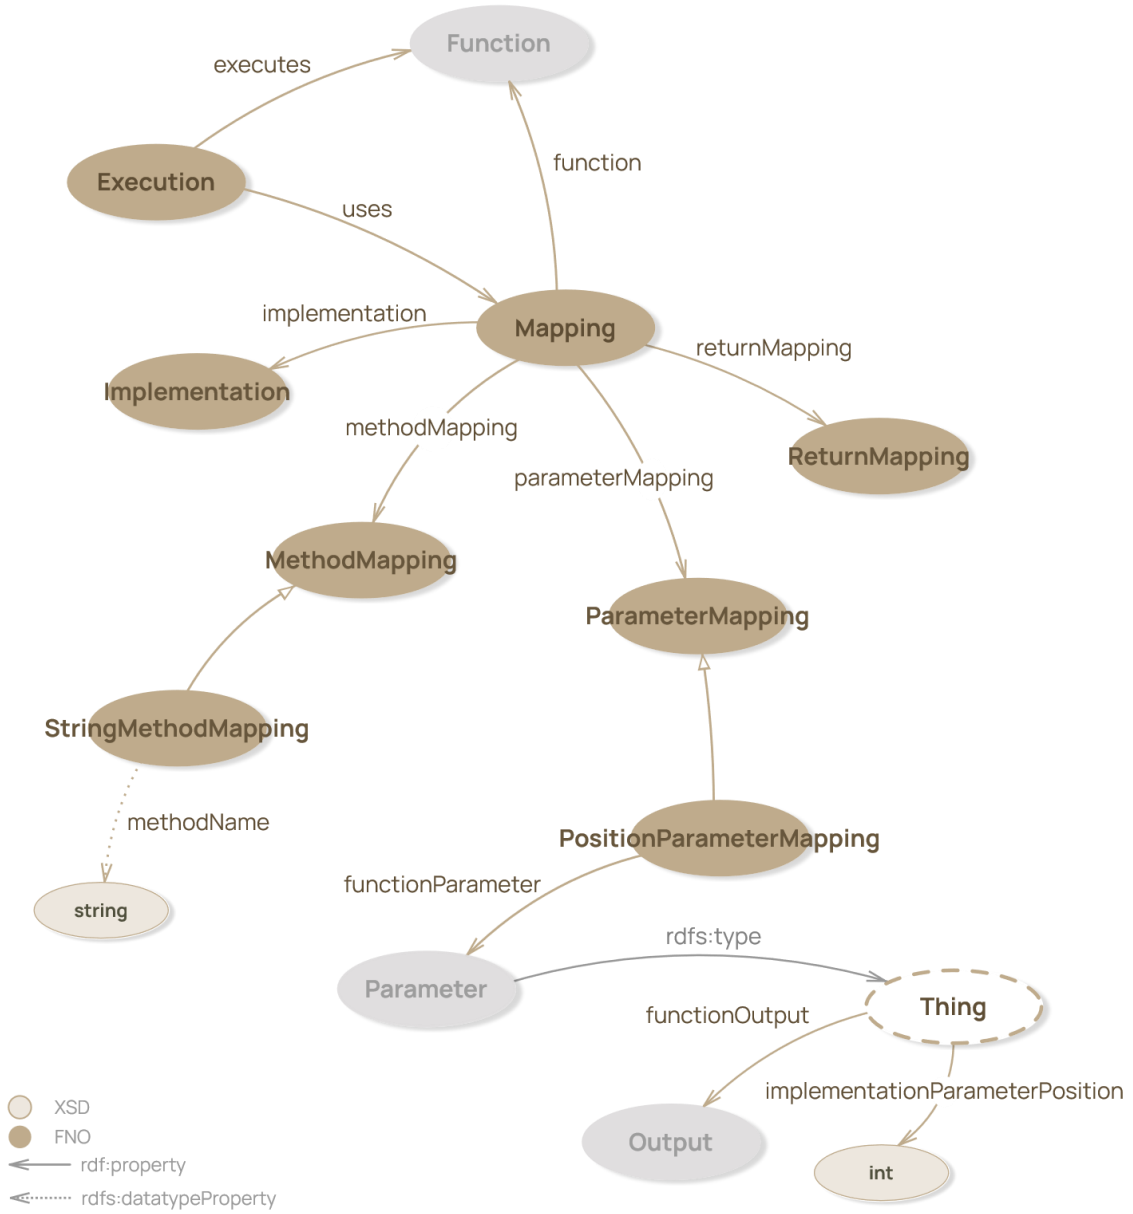 Function
executes
function
Execution
uses
implementation
Mapping
returnMapping
Implementation
methodMapping
ReturnMapping
parameterMapping
MethodMapping
ParameterMapping
StringMethodMapping
methodName
PositionParameterMapping
functionParameter
string
rdfs:type
Parameter
Thing
functionOutput
implementationParameterPosition
Output
int
XSD
FNO
rdf:property
rdfs:datatypeProperty